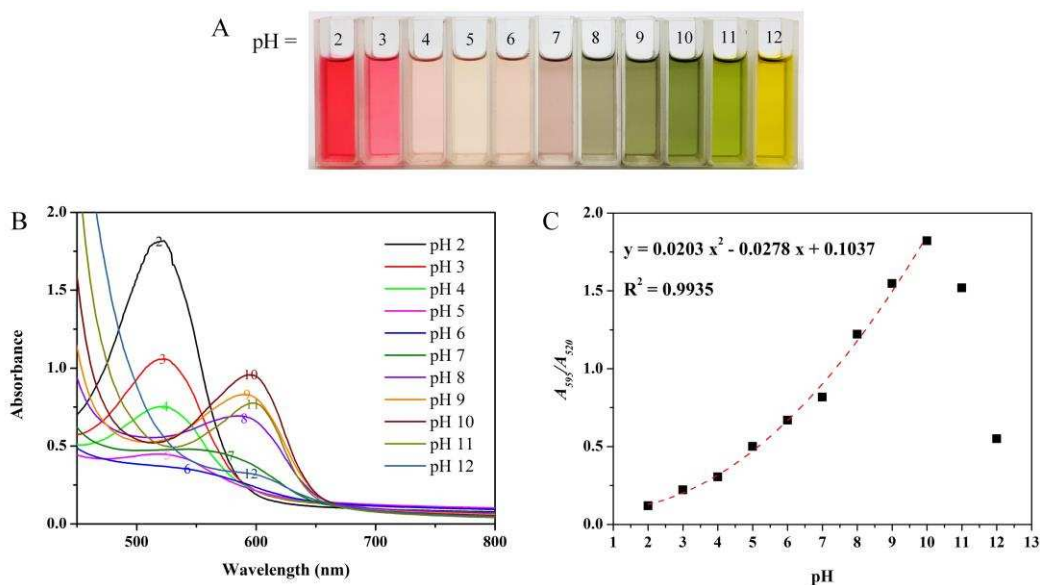 A
pH =
2 3 4 5 6 7 8 9 10 11 12
B
2.0
1.5
1.0
0.5
0.0
Absorbance
500 600 700 800
Wavelength (nm)
2
3
4
5
6
7
8
9
10
11
12
pH 2
pH 3
pH 4
pH 5
pH 6
pH 7
pH 8
pH 9
pH 10
pH 11
pH 12
C
2.0
1.5
1.0
0.5
0.0
A595/A520
y = 0.0203 x² - 0.0278 x + 0.1037
R² = 0.9935
1 2 3 4 5 6 7 8 9 10 11 12 13
pH